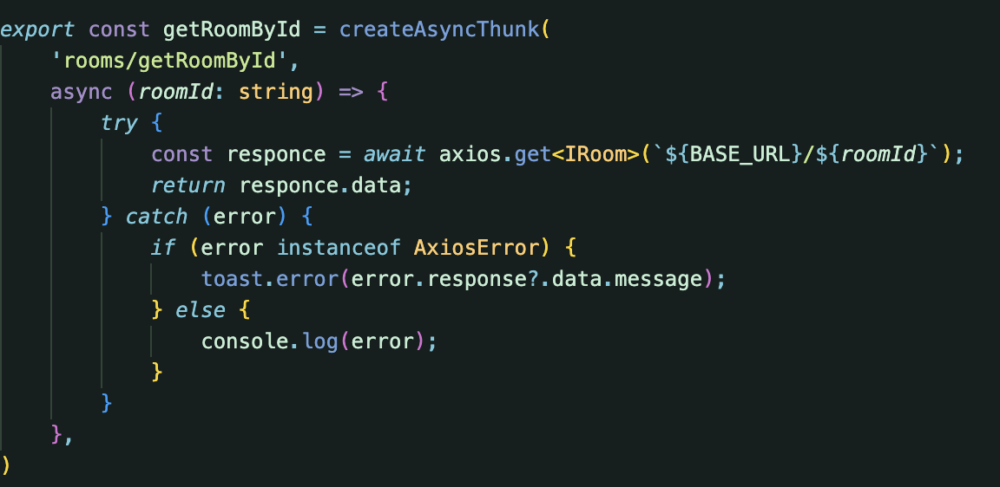 export const getRoomById = createAsyncThunk(
    'rooms/getRoomById',
    async (roomId: string) => {
        try {
            const responce = await axios.get<IRoom>(`${BASE_URL}/${roomId}`);
            return responce.data;
        } catch (error) {
            if (error instanceof AxiosError) {
                toast.error(error.response?.data.message);
            } else {
                console.log(error);
            }
        }
    },
)